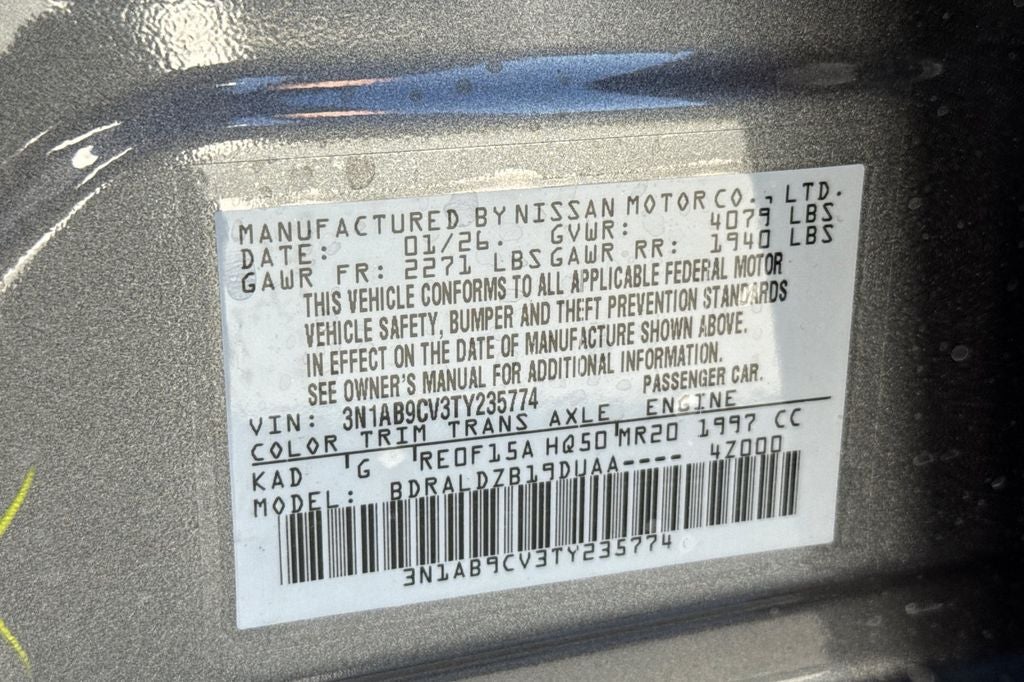 MANUFACTURED BY NISSAN MOTOR CO., LTD.
DATE: 01/26. GVWR: 4079 LBS
GAWR FR: 2271 LBS GAWR RR: 1940 LBS
THIS VEHICLE CONFORMS TO ALL APPLICABLE FEDERAL MOTOR
VEHICLE SAFETY, BUMPER AND THEFT PREVENTION STANDARDS
IN EFFECT ON THE DATE OF MANUFACTURE SHOWN ABOVE.
SEE OWNER'S MANUAL FOR ADDITIONAL INFORMATION.
VIN: 3N1AB9CV3TY235774 PASSENGER CAR.
COLOR TRIM TRANS AXLE ENGINE
KAD G RE0F15A HQ50 MR20 1997 CC
MODEL: BDRALDZB19DUAA---- 4Z000
3N1AB9CV3TY235774